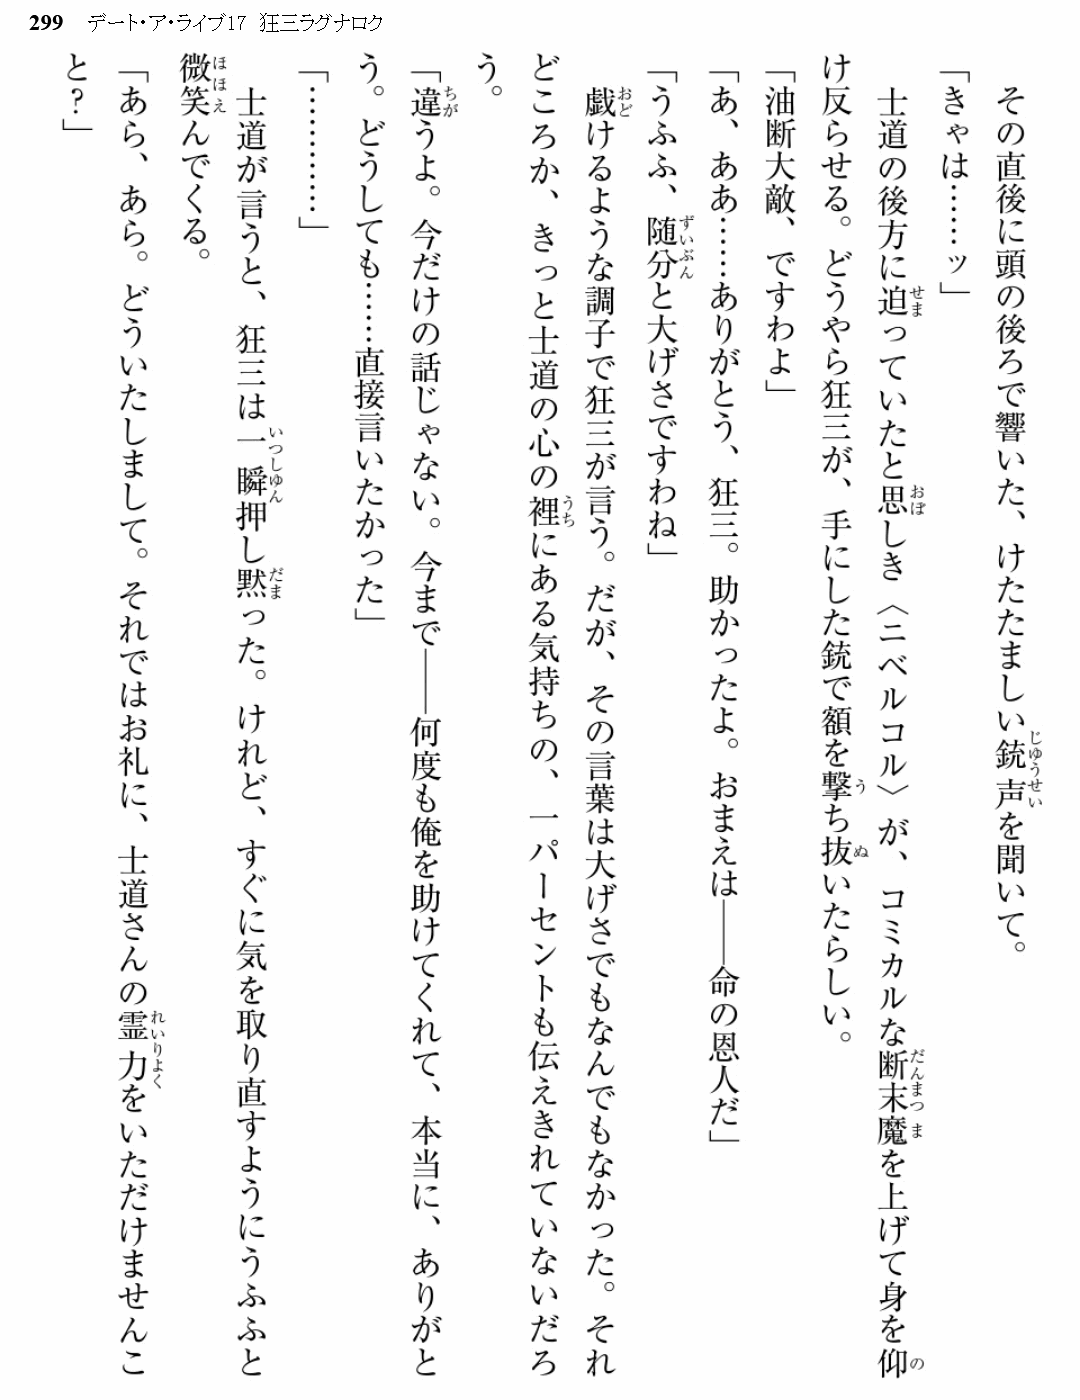 299 デート・ア・ライブ17 狂三ラグナロク
その直後に頭の後ろで響いた、けたたましい銃声を聞いて。
「きゃは……ッ」
士道の後方に迫っていたと思しき〈ニベルコル〉が、コミカルな断末魔を上げて身を仰
け反らせる。どうやら狂三が、手にした銃で額を撃ち抜いたらしい。
「油断大敵、ですわよ」
「あ、ああ……ありがとう、狂三。助かったよ。おまえは――命の恩人だ」
「うふふ、随分と大げさですわね」
戯けるような調子で狂三が言う。だが、その言葉は大げさでもなんでもなかった。それ
どころか、きっと士道の心の裡にある気持ちの、一パーセントも伝えきれていないだろ
う。
「違うよ。今だけの話じゃない。今まで――何度も俺を助けてくれて、本当に、ありがと
う。どうしても……直接言いたかった」
「…………」
士道が言うと、狂三は一瞬押し黙った。けれど、すぐに気を取り直すようにうふふと
微笑んでくる。
「あら、あら。どういたしまして。それではお礼に、士道さんの霊力をいただけませんこ
と？」